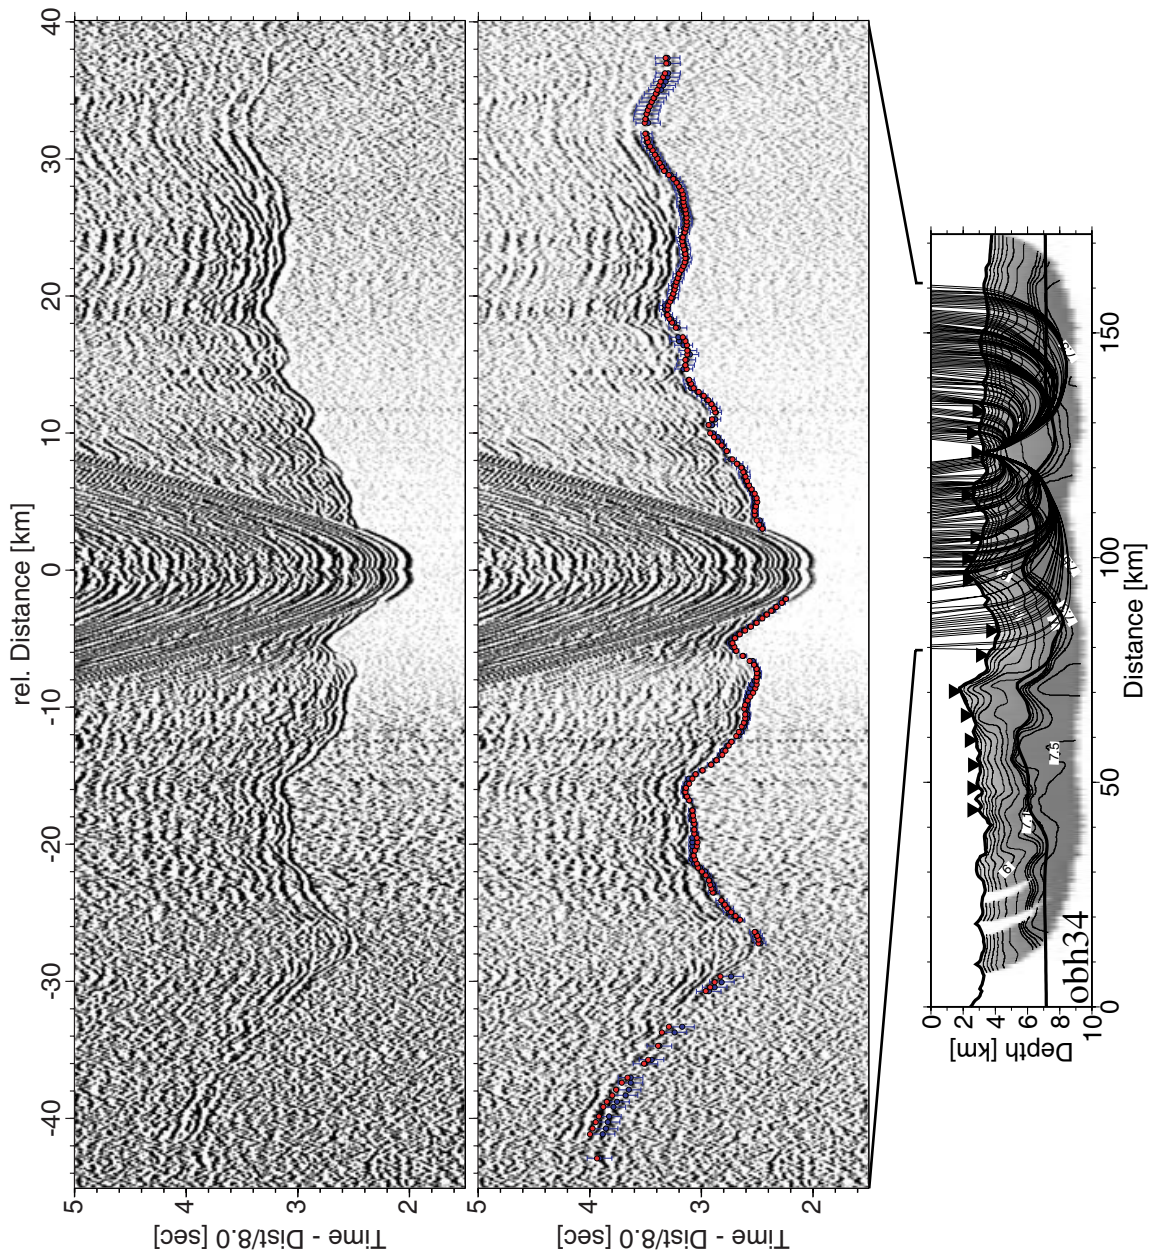 rel. Distance [km]
-40 -30 -20 -10 0 10 20 30 40
Time - Dist/8.0 [sec]
5 4 3 2
Time - Dist/8.0 [sec]
5 4 3 2
Depth [km]
0 2 4 6 8 10
obh34
7.1
7.5
0 50 100 150
Distance [km]